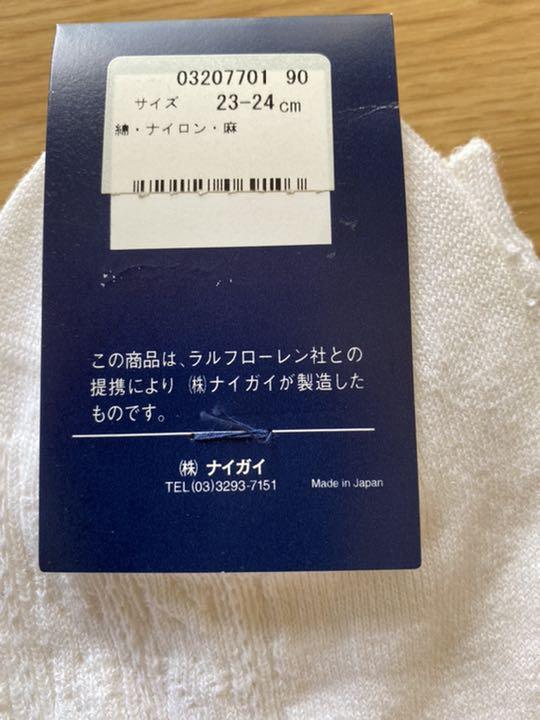 03207701 90
サイズ 23-24cm
綿・ナイロン・麻
この商品は、ラルフローレン社との
提携により ㈱ナイガイが製造した
ものです。
㈱ ナイガイ
TEL(03)3293-7151 Made in Japan